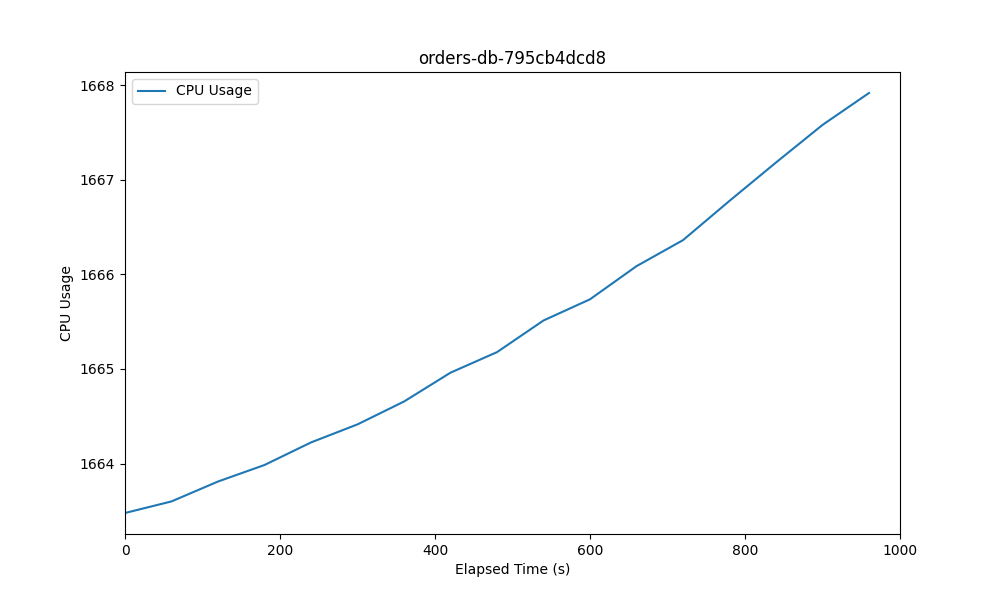 orders-db-795cb4dcd8
CPU Usage
1668
1667
1666
1665
1664
CPU Usage
0 200 400 600 800 1000
Elapsed Time (s)